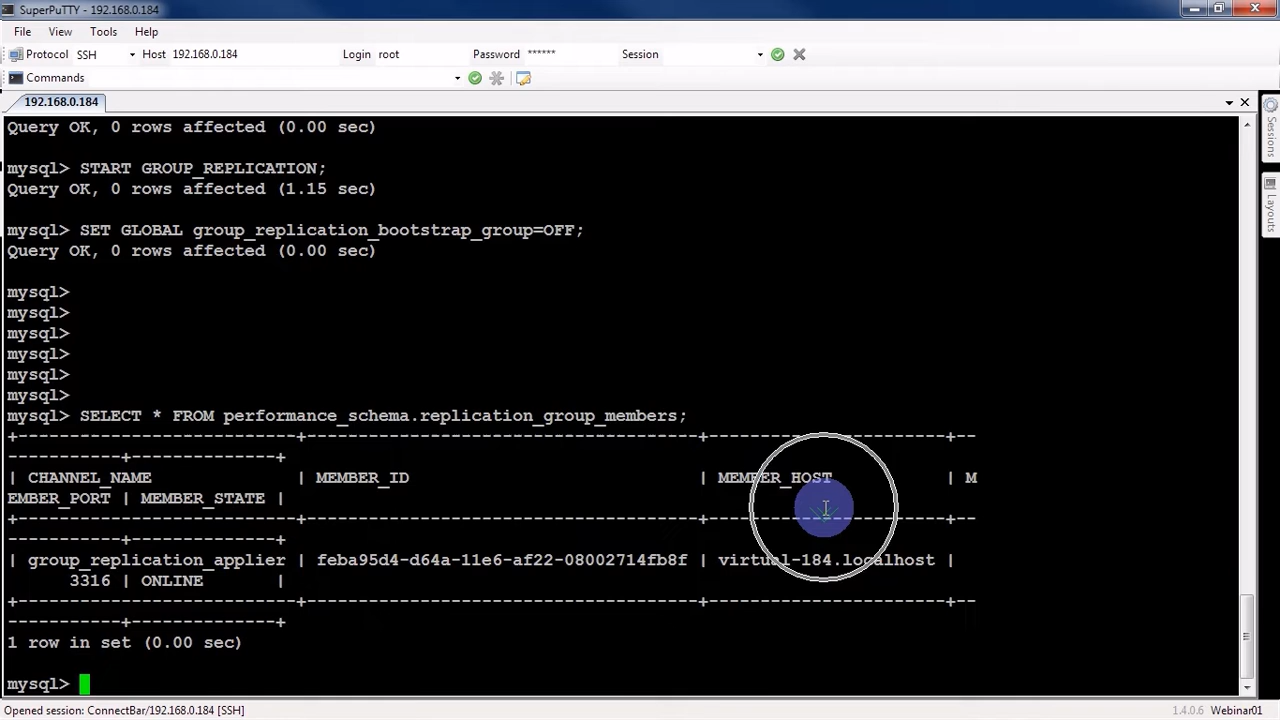 SuperPuTTY - 192.168.0.184
File View Tools Help
Protocol SSH Host 192.168.0.184 Login root Password ****** Session
Commands
192.168.0.184
Query OK, 0 rows affected (0.00 sec)
mysql> START GROUP_REPLICATION;
Query OK, 0 rows affected (1.15 sec)
mysql> SET GLOBAL group_replication_bootstrap_group=OFF;
Query OK, 0 rows affected (0.00 sec)
mysql>
mysql>
mysql>
mysql>
mysql>
mysql>
mysql> SELECT * FROM performance_schema.replication_group_members;
+---------------------------+--------------------------------------+-----------------------+--
-----------+--------------+
| CHANNEL_NAME              | MEMBER_ID                            | MEMBER_HOST           | M
EMBER_PORT | MEMBER_STATE |
+---------------------------+--------------------------------------+-----------------------+--
-----------+--------------+
| group_replication_applier | feba95d4-d64a-11e6-af22-08002714fb8f | virtual-184.localhost |
      3316 | ONLINE       |
+---------------------------+--------------------------------------+-----------------------+--
-----------+--------------+
1 row in set (0.00 sec)
mysql>
Sessions
Layouts
Opened session: ConnectBar/192.168.0.184 [SSH] 1.4.0.6 Webinar01